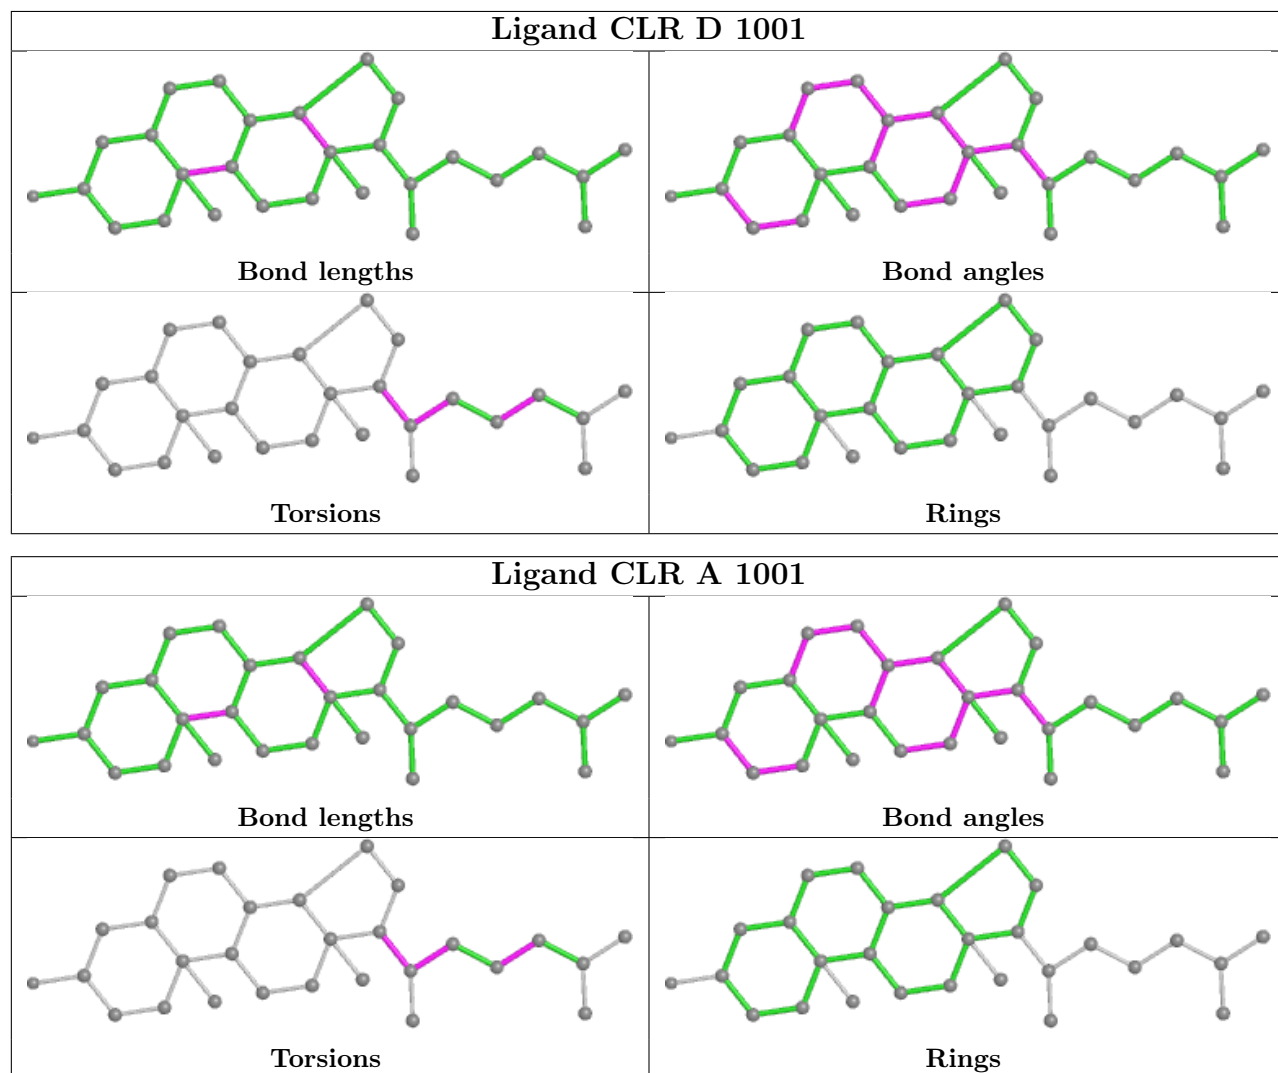 Ligand CLR D 1001
Bond lengths
Bond angles
Torsions
Rings
Ligand CLR A 1001
Bond lengths
Bond angles
Torsions
Rings